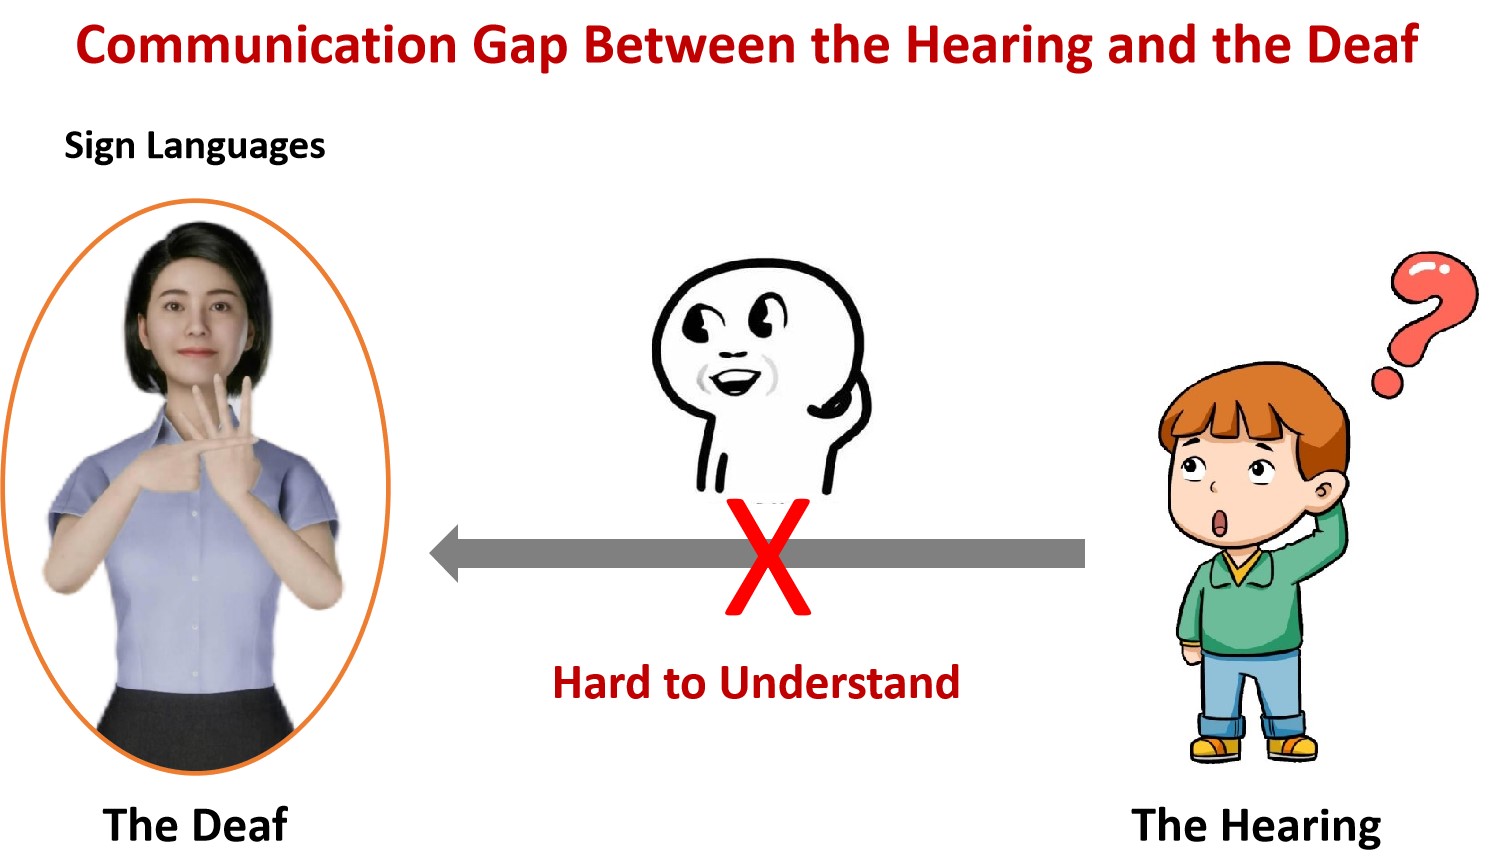 Communication Gap Between the Hearing and the Deaf
Sign Languages
Hard to Understand
The Deaf
The Hearing